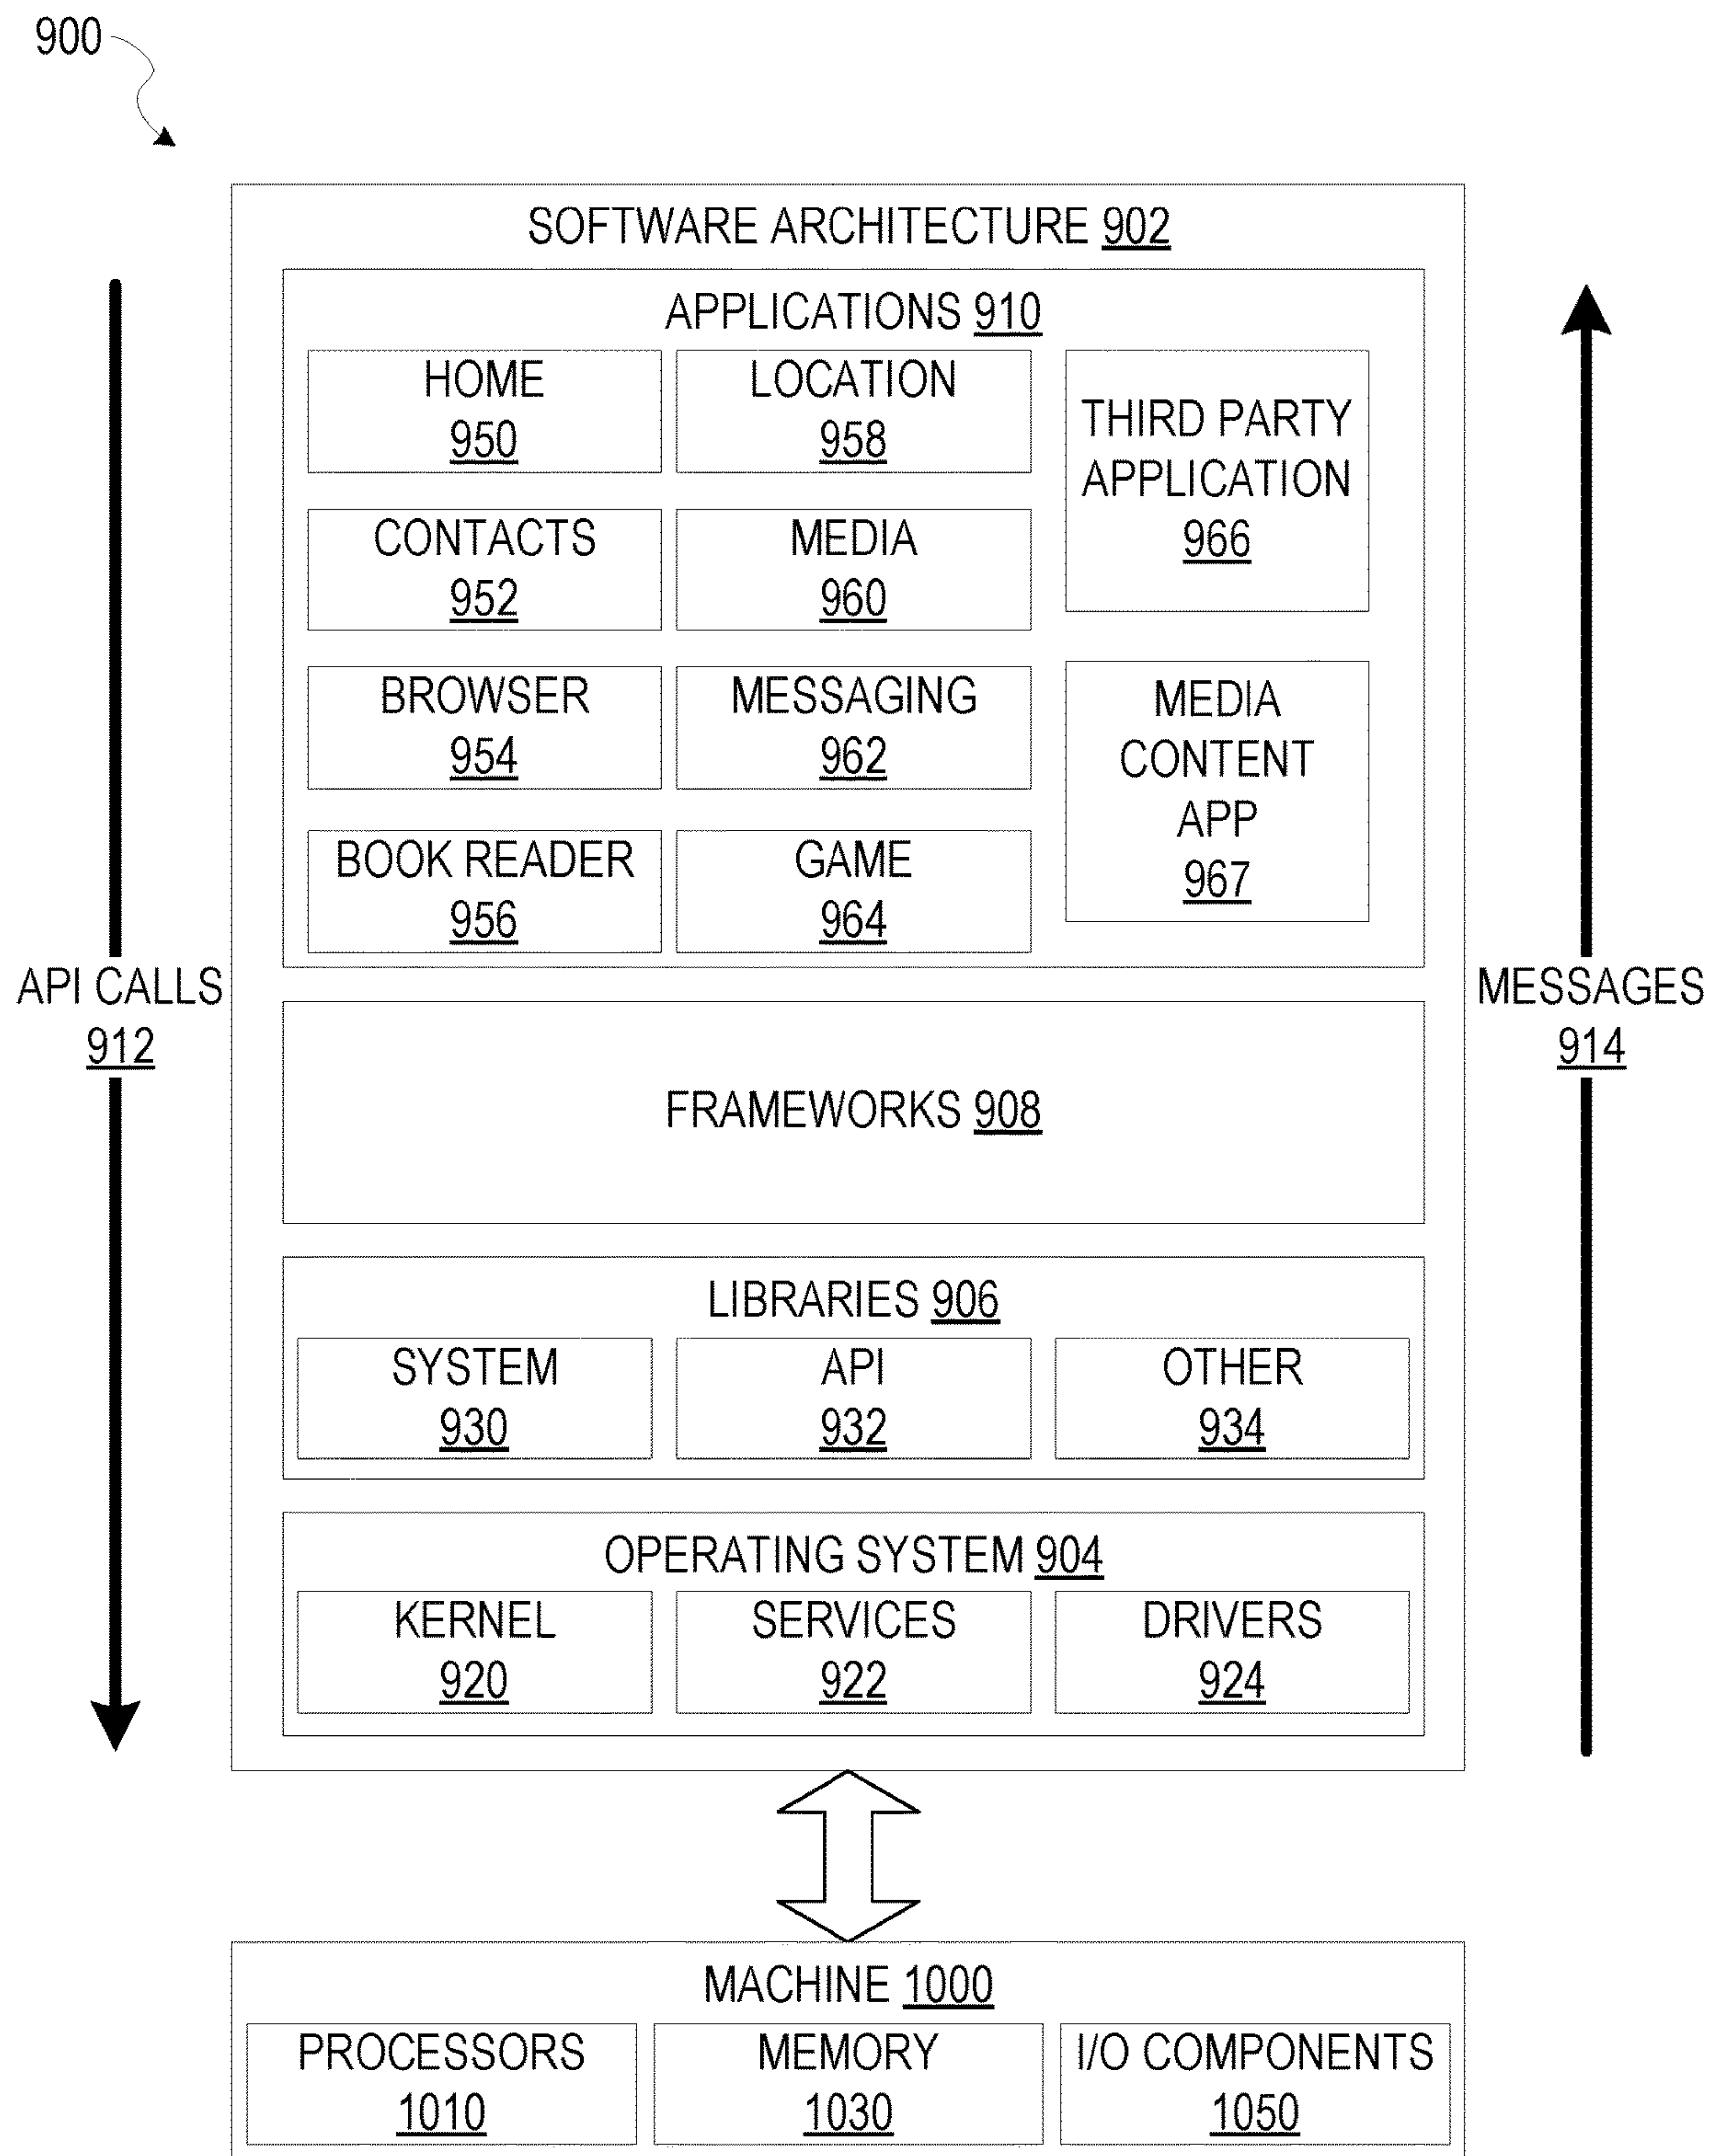 900
SOFTWARE ARCHITECTURE 902
APPLICATIONS 910
HOME
950
LOCATION
958
THIRD PARTY
APPLICATION
966
CONTACTS
952
MEDIA
960
BROWSER
954
MESSAGING
962
MEDIA
CONTENT
APP
967
BOOK READER
956
GAME
964
API CALLS
912
MESSAGES
914
FRAMEWORKS 908
LIBRARIES 906
SYSTEM
930
API
932
OTHER
934
OPERATING SYSTEM 904
KERNEL
920
SERVICES
922
DRIVERS
924
MACHINE 1000
PROCESSORS
1010
MEMORY
1030
I/O COMPONENTS
1050